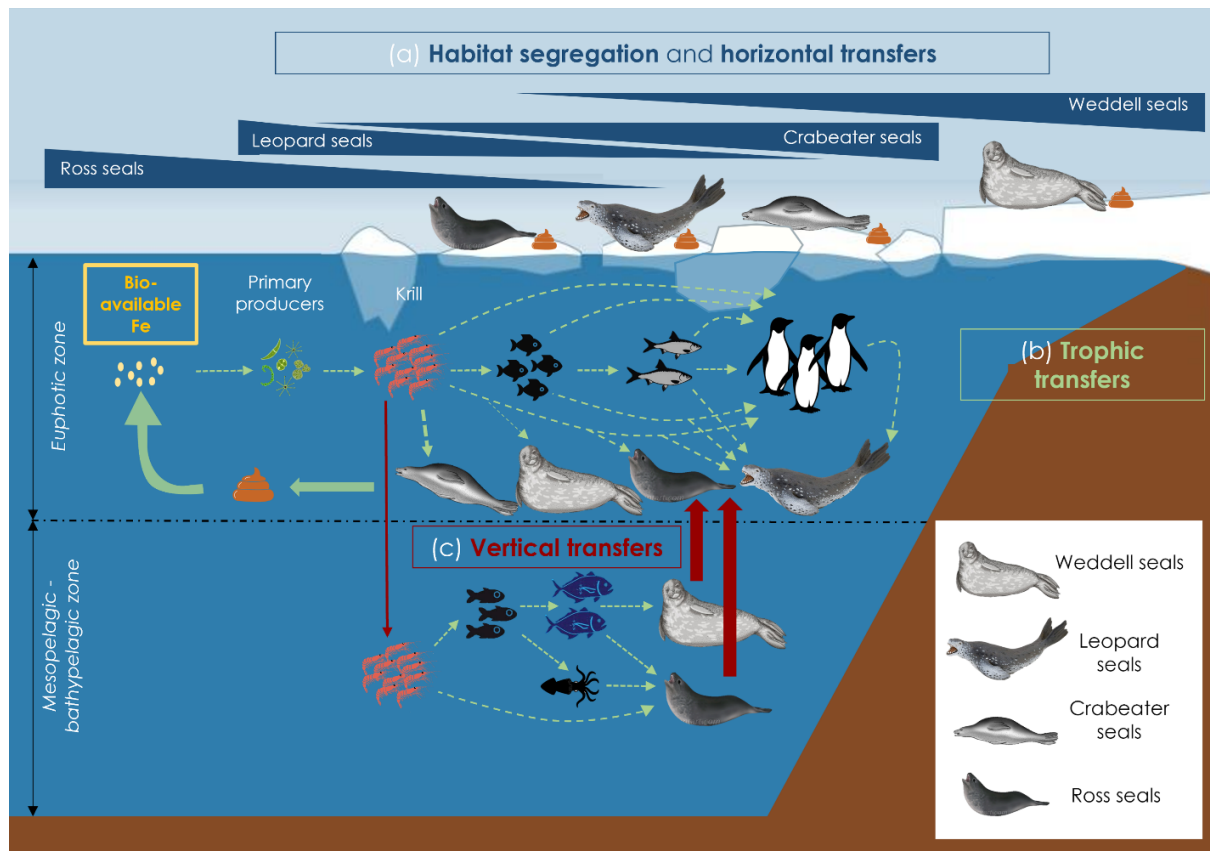 (a) Habitat segregation and horizontal transfers
Weddell seals
Leopard seals
Crabeater seals
Ross seals
Bio-
available
Fe
Primary
producers
Krill
Euphotic zone
(b) Trophic
transfers
(c) Vertical transfers
Mesopelagic -
bathypelagic zone
Weddell seals
Leopard
seals
Crabeater
seals
Ross seals